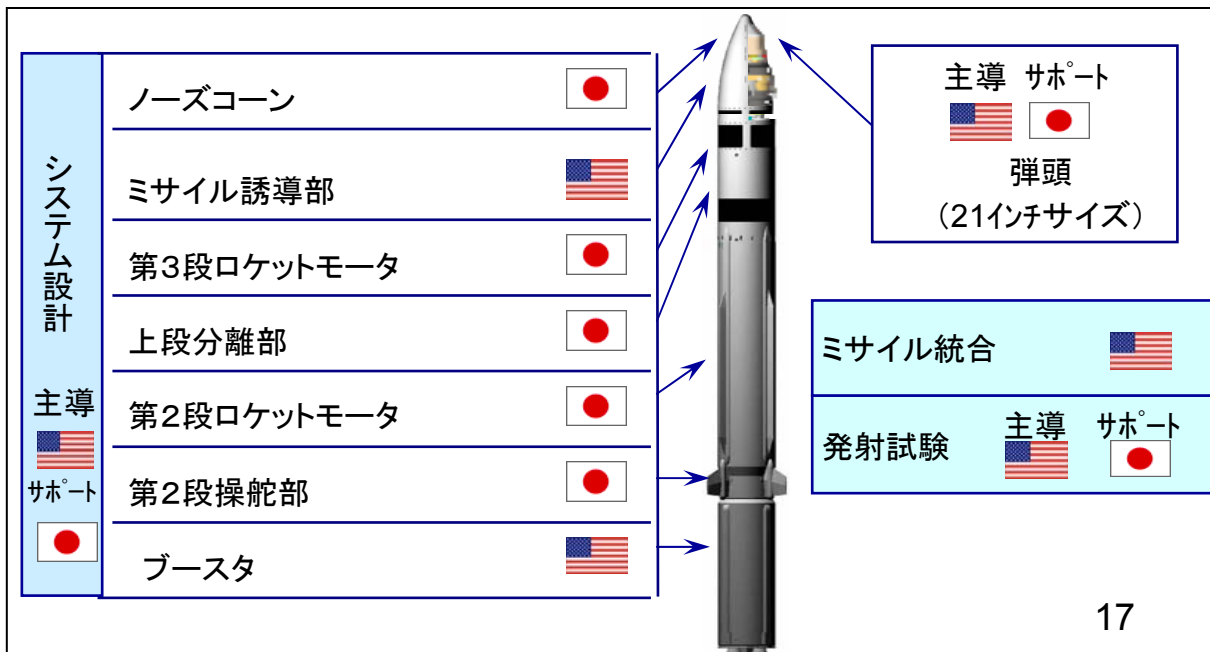 システム設計
主導
サポート
ノーズコーン
ミサイル誘導部
第3段ロケットモータ
上段分離部
第2段ロケットモータ
第2段操舵部
ブースタ
主導 サポート
弾頭
(21インチサイズ)
ミサイル統合
発射試験 主導 サポート
17